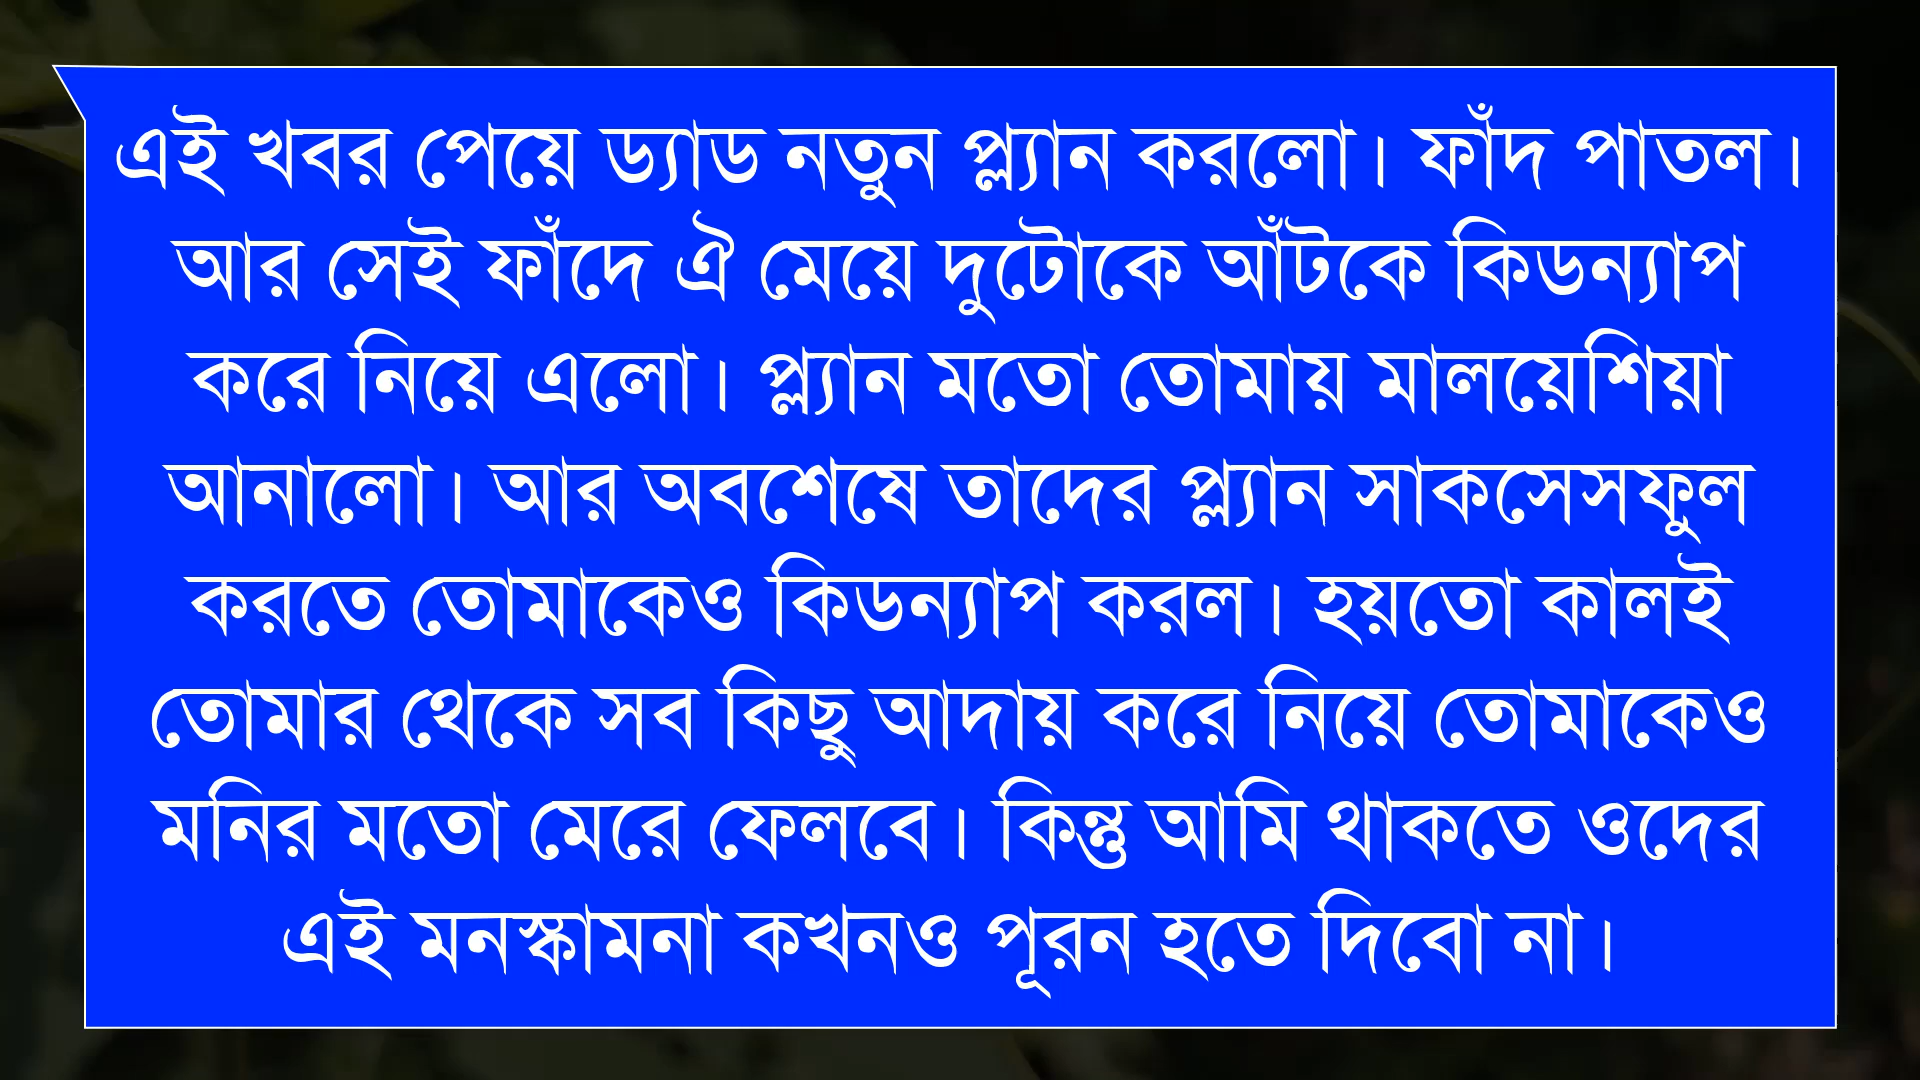 এই খবর পেয়ে ড্যাড নতুন প্ল্যান করলো। ফাঁদ পাতল।
আর সেই ফাঁদে ঐ মেয়ে দুটোকে আঁটকে কিডন্যাপ
করে নিয়ে এলো। প্ল্যান মতো তোমায় মালয়েশিয়া
আনালো। আর অবশেষে তাদের প্ল্যান সাকসেসফুল
করতে তোমাকেও কিডন্যাপ করল। হয়তো কালই
তোমার থেকে সব কিছু আদায় করে নিয়ে তোমাকেও
মনির মতো মেরে ফেলবে। কিন্তু আমি থাকতে ওদের
এই মনস্কামনা কখনও পূরন হতে দিবো না।